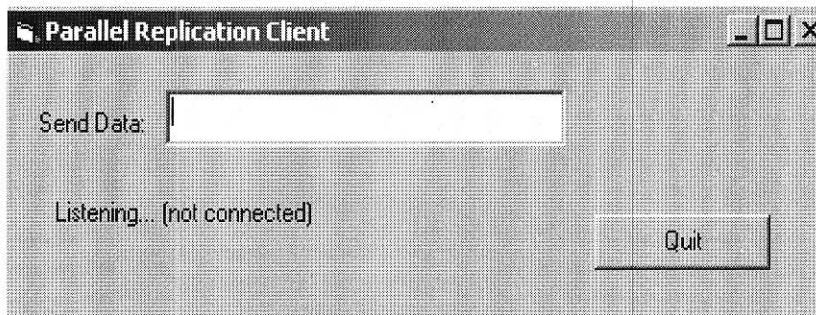 Parallel Replication Client
Send Data:
Listening... (not connected)
Quit